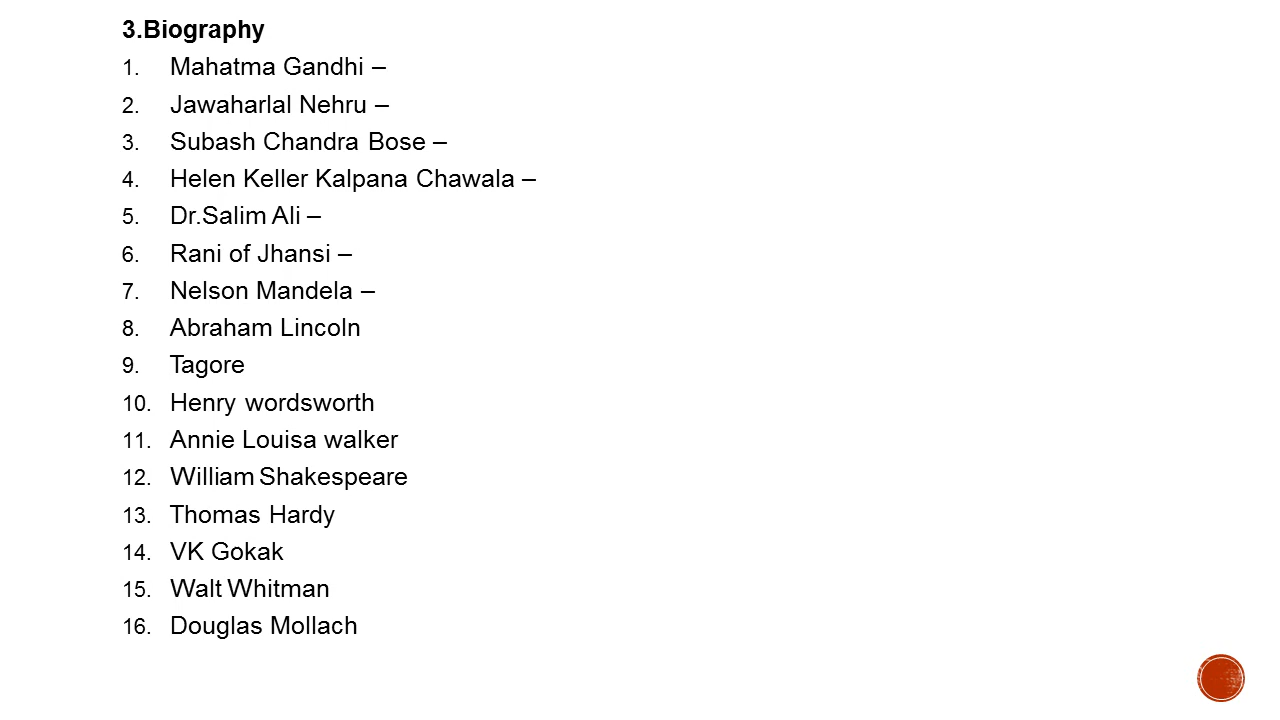 3.Biography
1. Mahatma Gandhi –
2. Jawaharlal Nehru –
3. Subash Chandra Bose –
4. Helen Keller Kalpana Chawala –
5. Dr.Salim Ali –
6. Rani of Jhansi –
7. Nelson Mandela –
8. Abraham Lincoln
9. Tagore
10. Henry wordsworth
11. Annie Louisa walker
12. William Shakespeare
13. Thomas Hardy
14. VK Gokak
15. Walt Whitman
16. Douglas Mollach